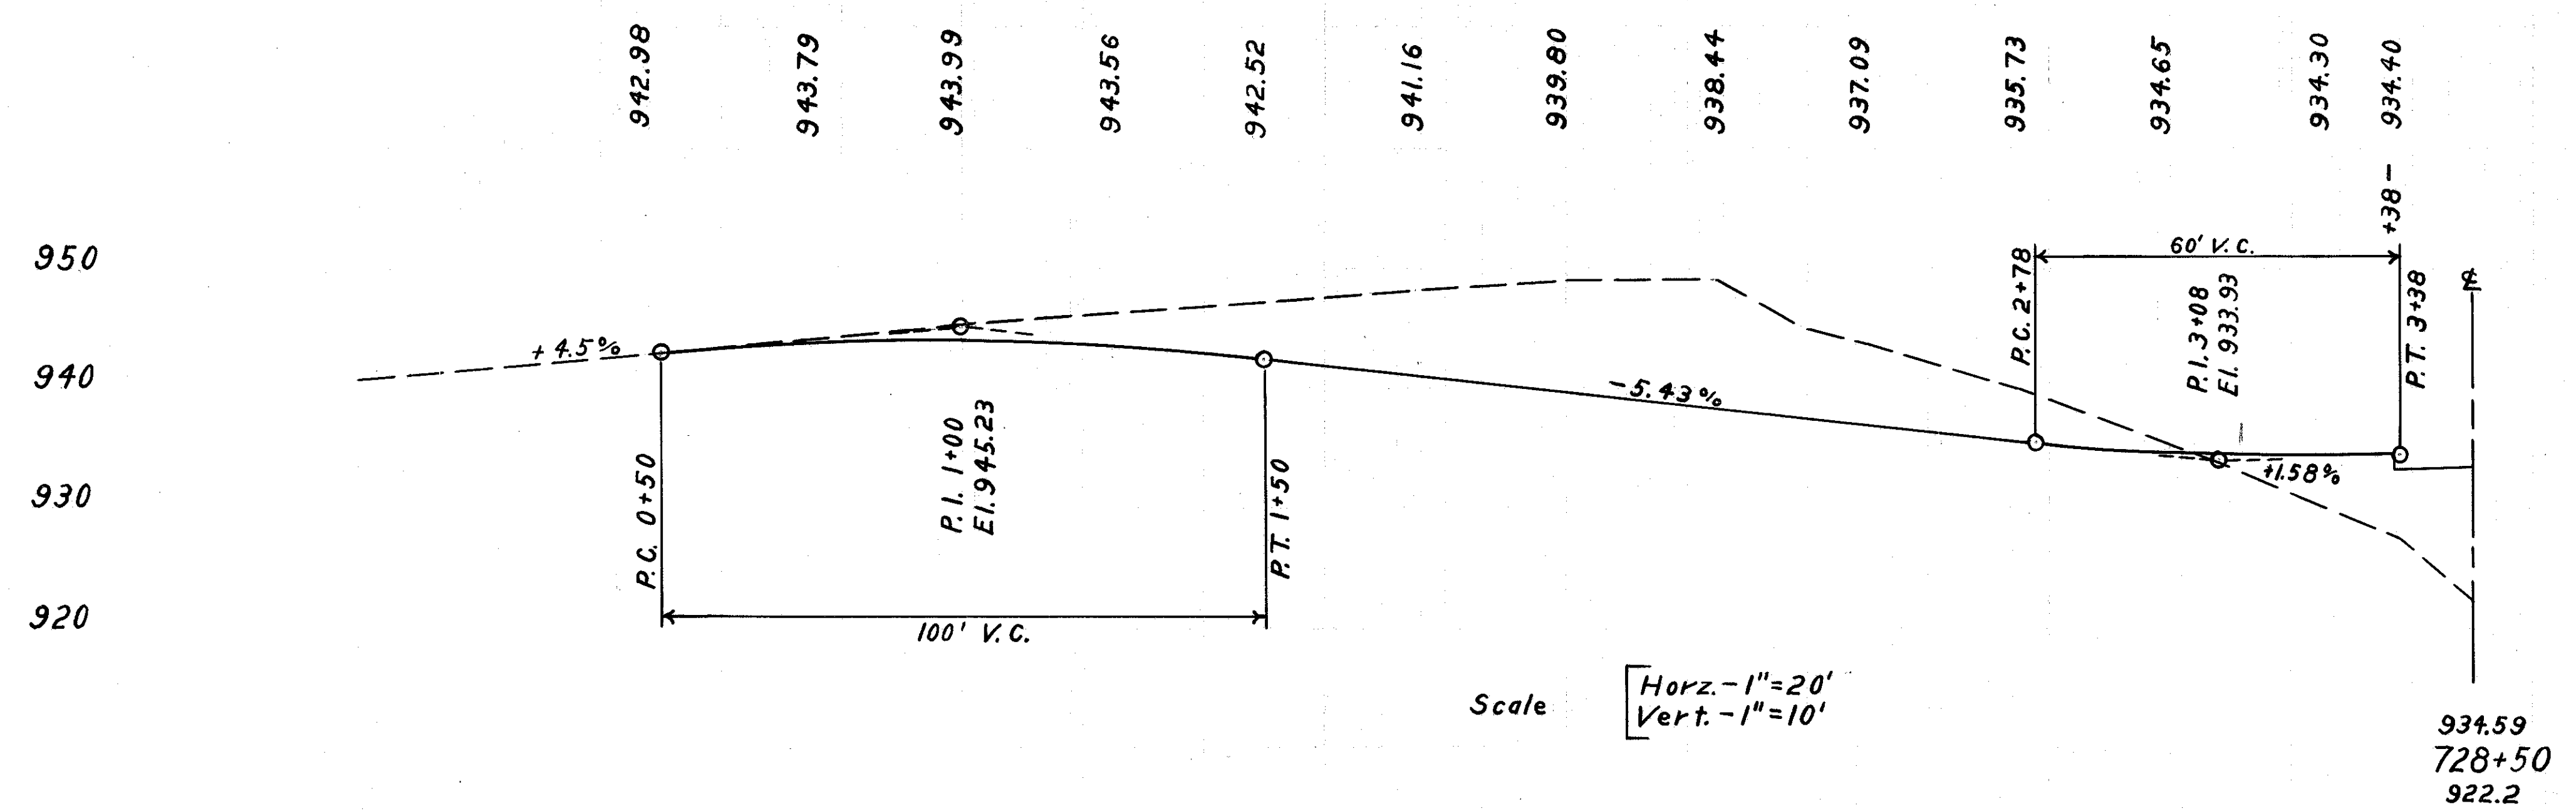 942.98
943.79
943.99
943.56
942.52
941.16
939.80
938.44
937.09
935.73
934.65
934.30
934.40
+38 -
950
940
930
920
+ 4.5%
P.C. 0+50
P.I. 1+00
El. 945.23
P.T. 1+50
100' V.C.
- 5.43%
P.C. 2+78
60' V.C.
P.I. 3+08
El. 933.93
+1.58%
P.T. 3+38
℄
Scale
Horz. - 1"=20'
Vert. - 1"=10'
934.59
728+50
922.2